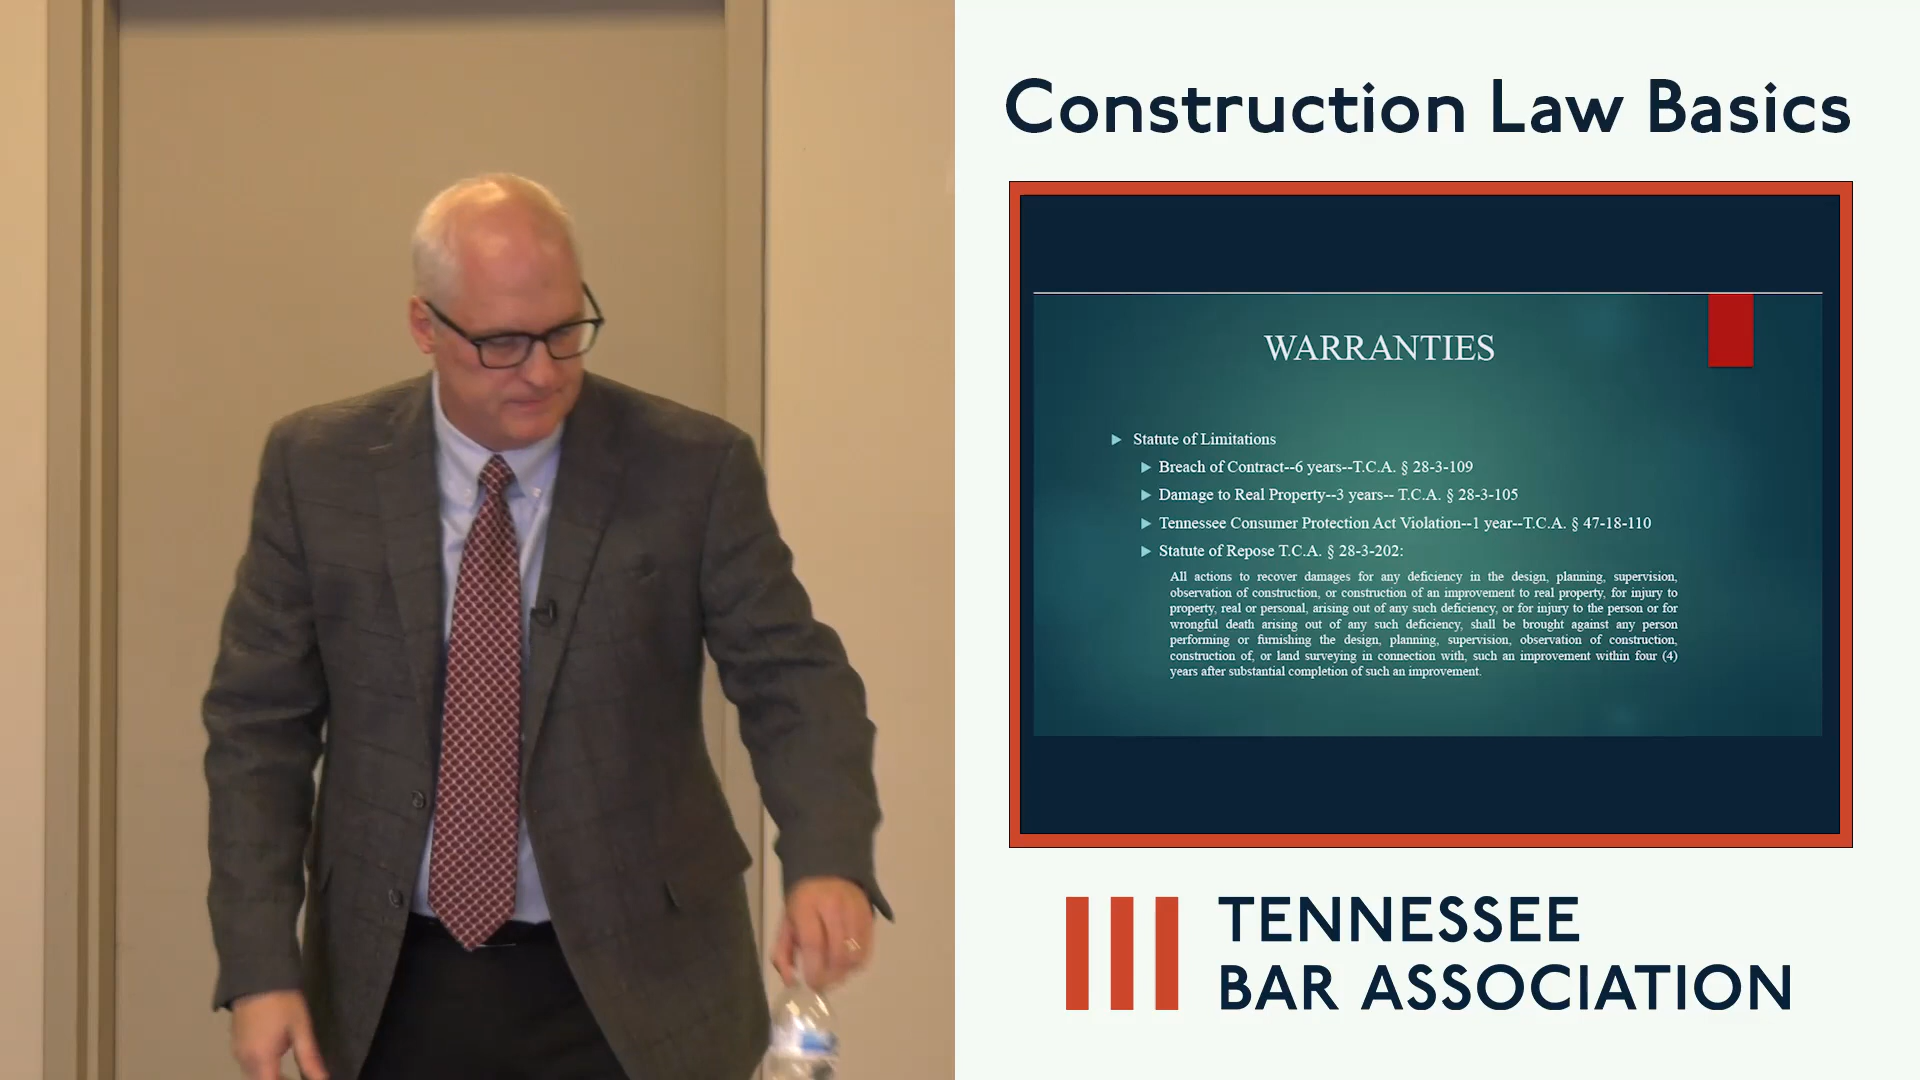 Construction Law Basics
WARRANTIES
Statute of Limitations
Breach of Contract--6 years--T.C.A. § 28-3-109
Damage to Real Property--3 years-- T.C.A. § 28-3-105
Tennessee Consumer Protection Act Violation--1 year--T.C.A. § 47-18-110
Statute of Repose T.C.A. § 28-3-202:
All actions to recover damages for any deficiency in the design, planning, supervision,
observation of construction, or construction of an improvement to real property, for injury to
property, real or personal, arising out of any such deficiency, or for injury to the person or for
wrongful death arising out of any such deficiency, shall be brought against any person
performing or furnishing the design, planning, supervision, observation of construction,
construction of, or land surveying in connection with, such an improvement within four (4)
years after substantial completion of such an improvement.
TENNESSEE
BAR ASSOCIATION